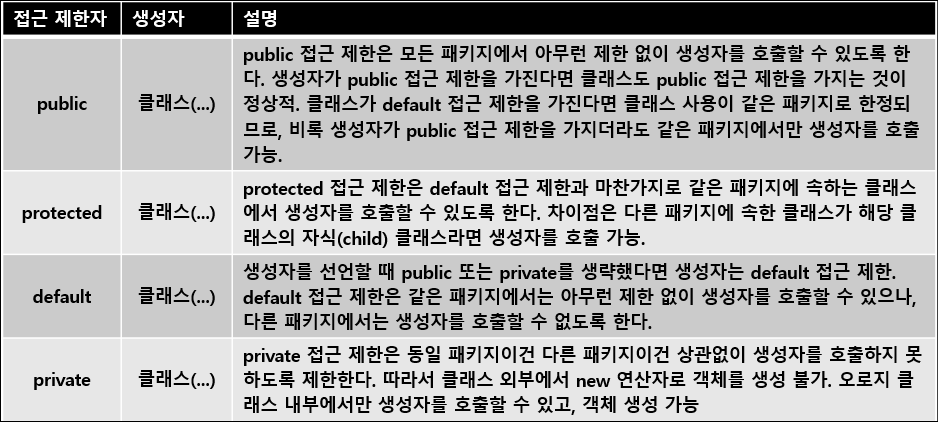 접근 제한자 생성자 설명
public 클래스(...)
public 접근 제한은 모든 패키지에서 아무런 제한 없이 생성자를 호출할 수 있도록 한
다. 생성자가 public 접근 제한을 가진다면 클래스도 public 접근 제한을 가지는 것이
정상적. 클래스가 default 접근 제한을 가진다면 클래스 사용이 같은 패키지로 한정되
므로, 비록 생성자가 public 접근 제한을 가지더라도 같은 패키지에서만 생성자를 호출
가능.
protected 클래스(...)
protected 접근 제한은 default 접근 제한과 마찬가지로 같은 패키지에 속하는 클래스
에서 생성자를 호출할 수 있도록 한다. 차이점은 다른 패키지에 속한 클래스가 해당 클
래스의 자식(child) 클래스라면 생성자를 호출 가능.
default 클래스(...)
생성자를 선언할 때 public 또는 private를 생략했다면 생성자는 default 접근 제한.
default 접근 제한은 같은 패키지에서는 아무런 제한 없이 생성자를 호출할 수 있으나,
다른 패키지에서는 생성자를 호출할 수 없도록 한다.
private 클래스(...)
private 접근 제한은 동일 패키지이건 다른 패키지이건 상관없이 생성자를 호출하지 못
하도록 제한한다. 따라서 클래스 외부에서 new 연산자로 객체를 생성 불가. 오로지 클
래스 내부에서만 생성자를 호출할 수 있고, 객체 생성 가능